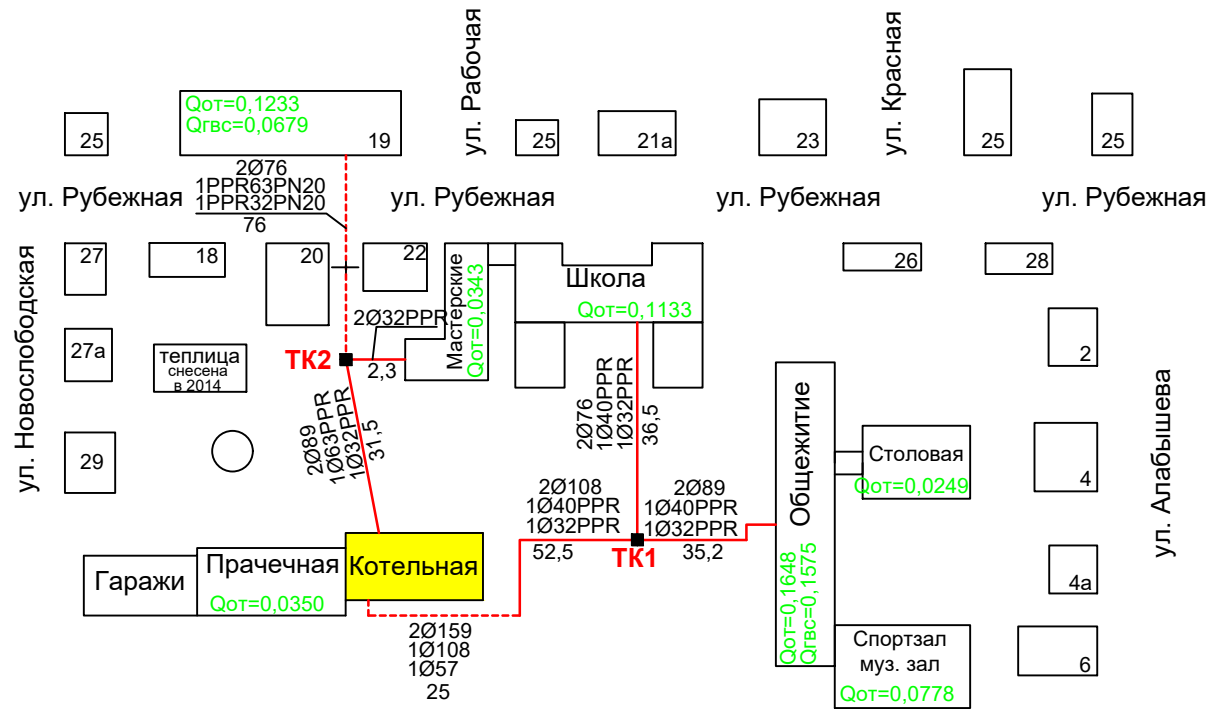 ул. Рабочая
ул. Красная
25
Qот=0,1233
Qгвс=0,0679
19
25
21а
23
25
25
2Ø76
1PPR63PN20
1PPR32PN20
76
ул. Рубежная
ул. Рубежная
ул. Рубежная
ул. Рубежная
ул. Новослободская
27
18
20
22
26
28
Мастерские
Qот=0,0343
Школа
Qот=0,1133
2Ø32PPR
2,3
27а
теплица
снесена
в 2014
ТК2
2
2Ø89
1Ø63PPR
1Ø32PPR
31,5
2Ø76
1Ø40PPR
1Ø32PPR
36,5
29
Общежитие
Qот=0,1648
Qгвс=0,1575
Столовая
Qот=0,0249
4
ул. Алабышева
2Ø108
1Ø40PPR
1Ø32PPR
52,5
2Ø89
1Ø40PPR
1Ø32PPR
35,2
ТК1
Гаражи
Прачечная
Qот=0,0350
Котельная
4а
2Ø159
1Ø108
1Ø57
25
Спортзал
муз. зал
Qот=0,0778
6